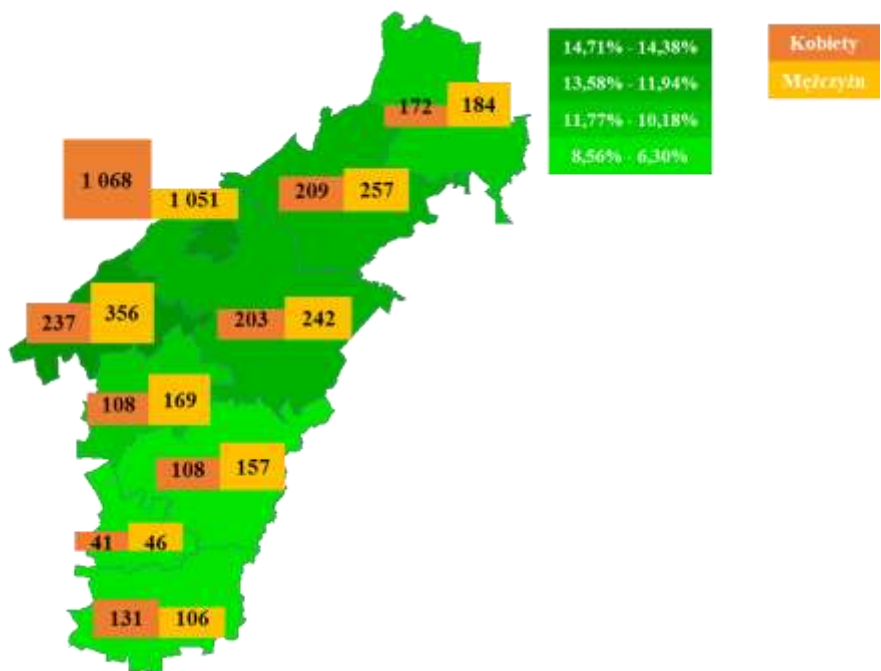 14,71% - 14,38%
13,58% - 11,94%
11,77% - 10,18%
8,56% - 6,30%
Kobiety
Mężczyźn
172 184
209 257
1 068 1 051
237 356
203 242
108 169
108 157
41 46
131 106